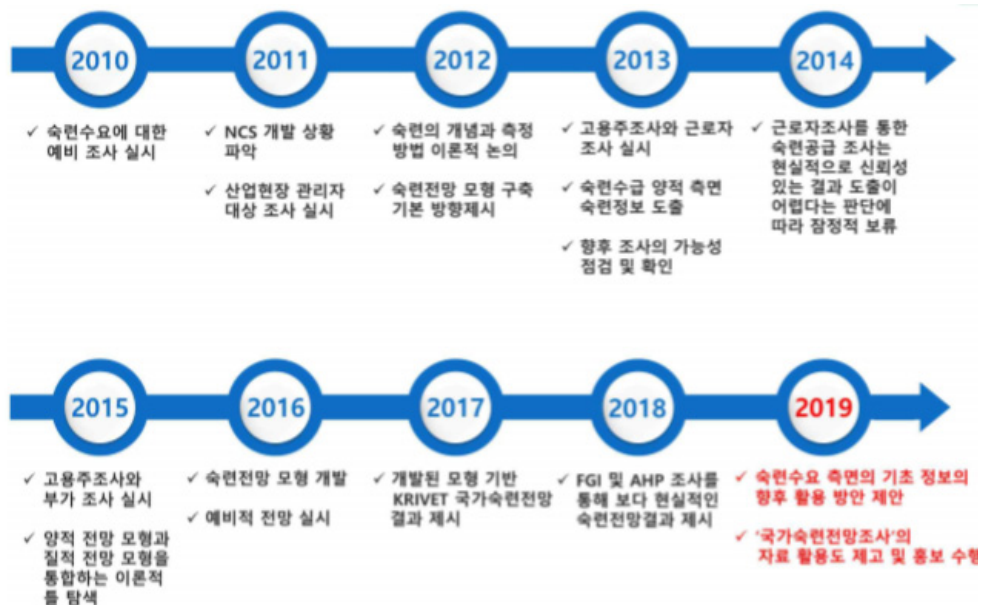 2010
2011
2012
2013
2014
✓ 숙련수요에 대한
예비 조사 실시
✓ NCS 개발 상황
파악
✓ 산업현장 관리자
대상 조사 실시
✓ 숙련의 개념과 측정
방법 이론적 논의
✓ 숙련전망 모형 구축
기본 방향제시
✓ 고용주조사와 근로자
조사 실시
✓ 숙련수급 양적 측면
숙련정보 도출
✓ 향후 조사의 가능성
점검 및 확인
✓ 근로자조사를 통한
숙련공급 조사는
현실적으로 신뢰성
있는 결과 도출이
어렵다는 판단에
따라 잠정적 보류
2015
2016
2017
2018
2019
✓ 고용주조사와
부가 조사 실시
✓ 양적 전망 모형과
질적 전망 모형을
통합하는 이론적
틀 탐색
✓ 숙련전망 모형 개발
✓ 예비적 전망 실시
✓ 개발된 모형 기반
KRIVET 국가숙련전망
결과 제시
✓ FGI 및 AHP 조사를
통해 보다 현실적인
숙련전망결과 제시
✓ 숙련수요 측면의 기초 정보의
향후 활용 방안 제안
✓ ‘국가숙련전망조사’의
자료 활용도 제고 및 홍보 수행